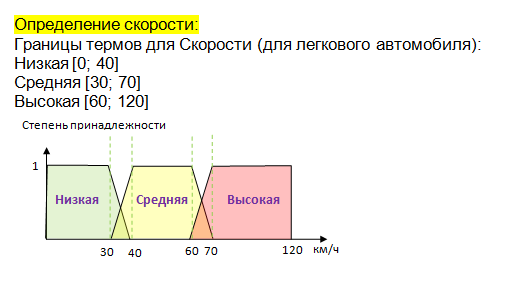 Определение скорости:
Границы термов для Скорости (для легкового автомобиля):
Низкая [0; 40]
Средняя [30; 70]
Высокая [60; 120]
Степень принадлежности
1
Низкая
Средняя
Высокая
30
40
60
70
120
км/ч